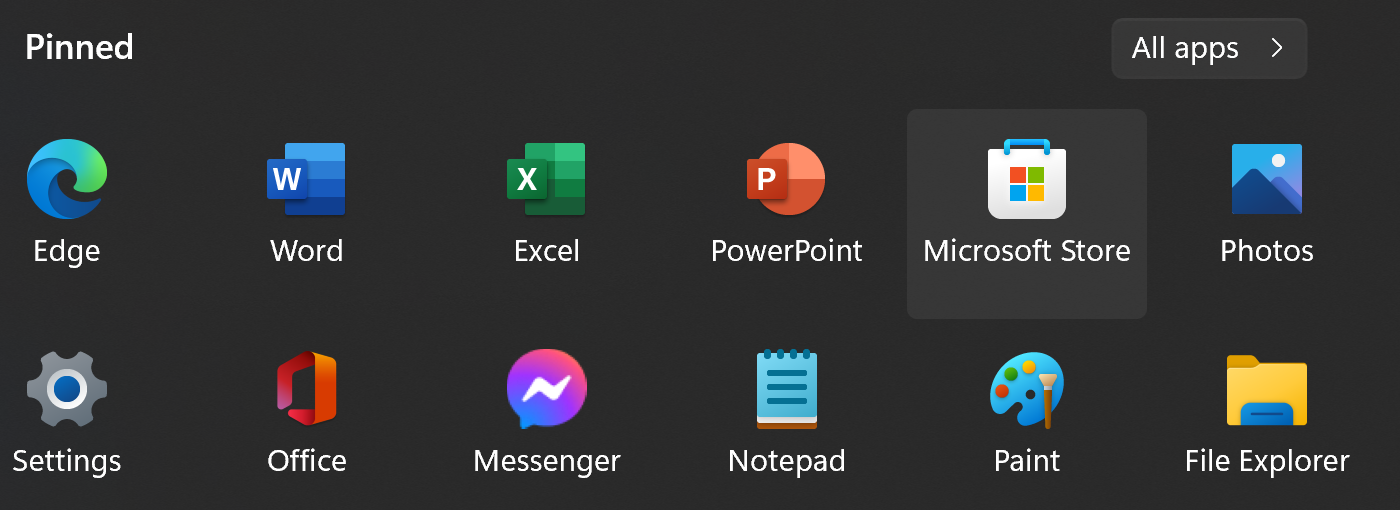 Pinned
All apps
Edge
Word
Excel
PowerPoint
Microsoft Store
Photos
Settings
Office
Messenger
Notepad
Paint
File Explorer